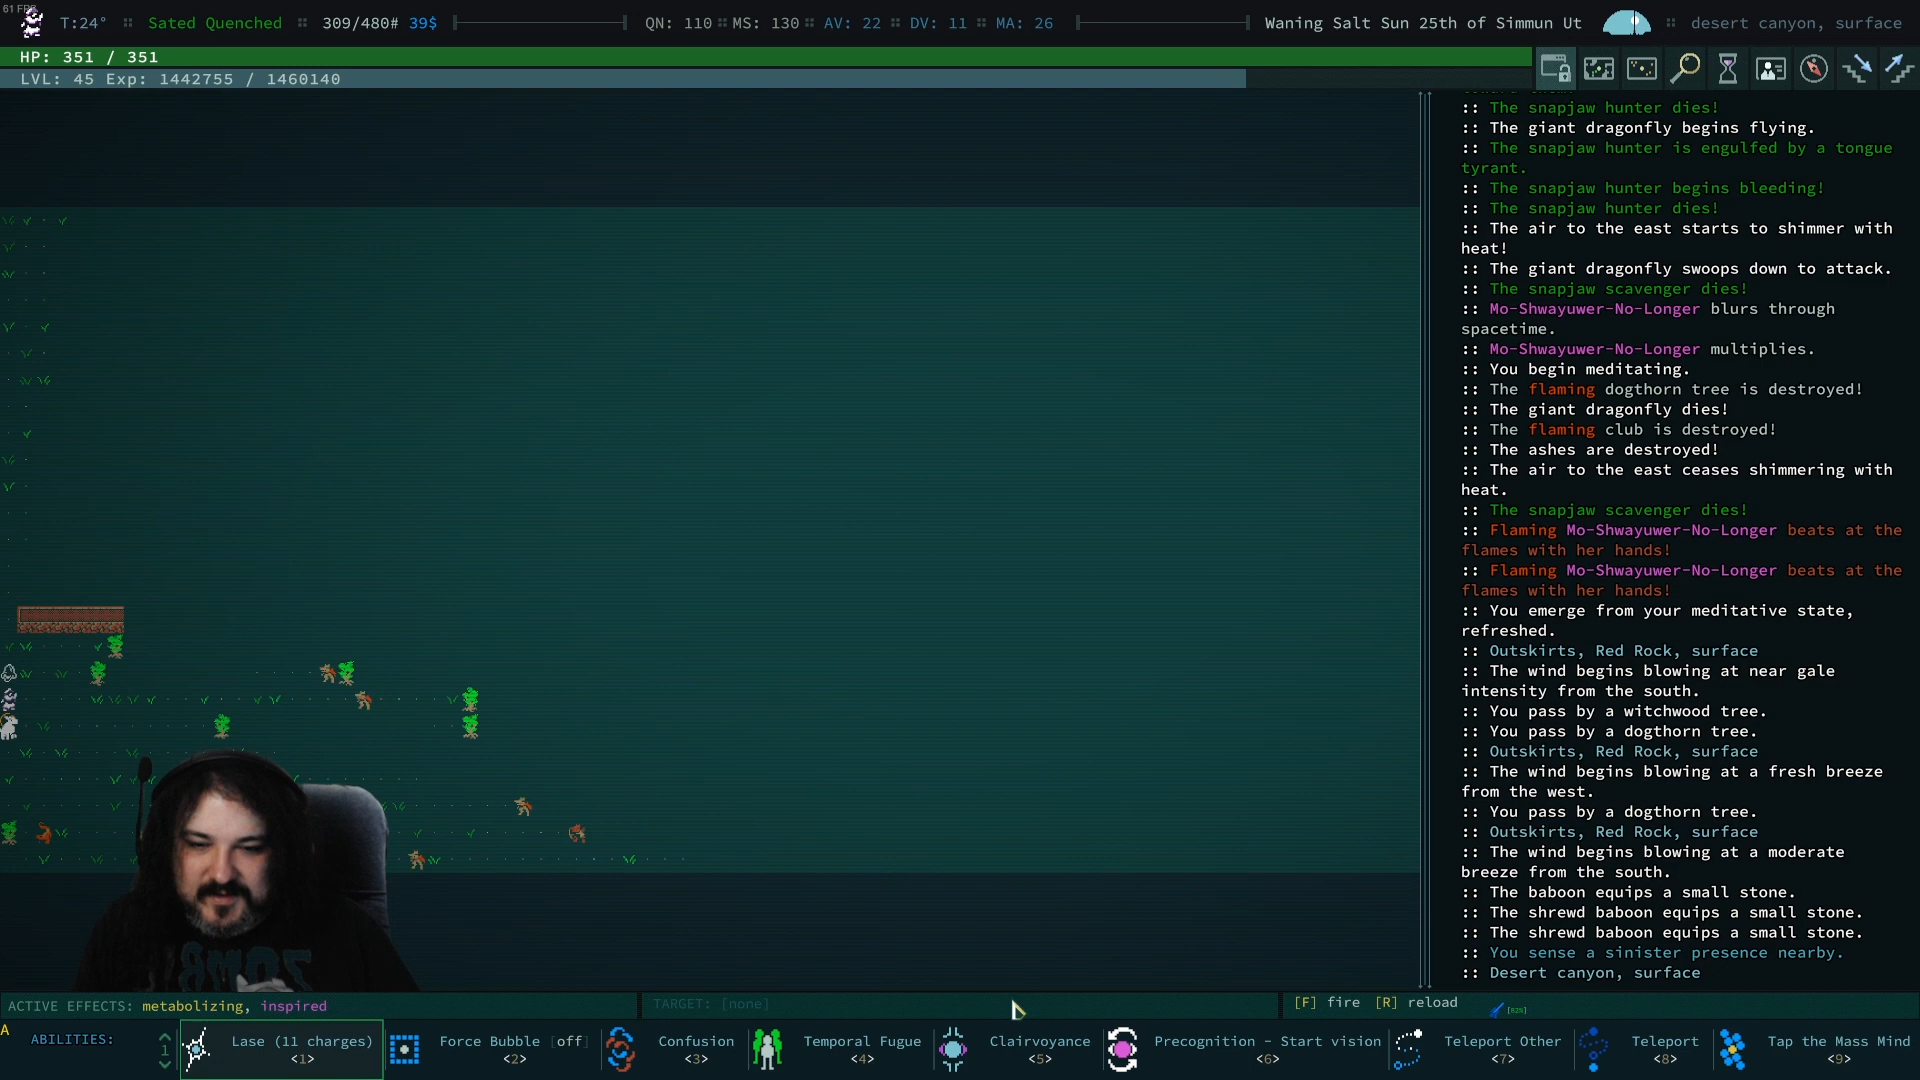 61 FPS
T:24° :: Sated Quenched :: 309/480# 39$
QN: 110 :: MS: 130 :: AV: 22 :: DV: 11 :: MA: 26
Waning Salt Sun 25th of Simmun Ut :: desert canyon, surface
HP: 351 / 351
LVL: 45 Exp: 1442755 / 1460140
:: The snapjaw hunter dies!
:: The giant dragonfly begins flying.
:: The snapjaw hunter is engulfed by a tongue
tyrant.
:: The snapjaw hunter begins bleeding!
:: The snapjaw hunter dies!
:: The air to the east starts to shimmer with
heat!
:: The giant dragonfly swoops down to attack.
:: The snapjaw scavenger dies!
:: Mo-Shwayuwer-No-Longer blurs through
spacetime.
:: Mo-Shwayuwer-No-Longer multiplies.
:: You begin meditating.
:: The flaming dogthorn tree is destroyed!
:: The giant dragonfly dies!
:: The flaming club is destroyed!
:: The ashes are destroyed!
:: The air to the east ceases shimmering with
heat.
:: The snapjaw scavenger dies!
:: Flaming Mo-Shwayuwer-No-Longer beats at the
flames with her hands!
:: Flaming Mo-Shwayuwer-No-Longer beats at the
flames with her hands!
:: You emerge from your meditative state,
refreshed.
:: Outskirts, Red Rock, surface
:: The wind begins blowing at near gale
intensity from the south.
:: You pass by a witchwood tree.
:: You pass by a dogthorn tree.
:: Outskirts, Red Rock, surface
:: The wind begins blowing at a fresh breeze
from the west.
:: You pass by a dogthorn tree.
:: Outskirts, Red Rock, surface
:: The wind begins blowing at a moderate
breeze from the south.
:: The baboon equips a small stone.
:: The shrewd baboon equips a small stone.
:: The shrewd baboon equips a small stone.
:: You sense a sinister presence nearby.
:: Desert canyon, surface
ACTIVE EFFECTS: metabolizing, inspired
TARGET: [none]
[F] fire [R] reload
[82%]
A
ABILITIES:
1
Lase (11 charges)
<1>
Force Bubble [off]
<2>
Confusion
<3>
Temporal Fugue
<4>
Clairvoyance
<5>
Precognition - Start vision
<6>
Teleport Other
<7>
Teleport
<8>
Tap the Mass Mind
<9>